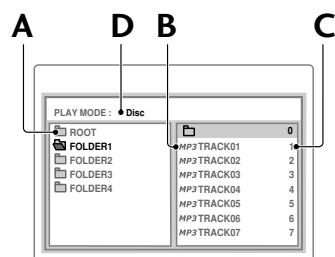 A D B C
PLAY MODE : Disc
ROOT
FOLDER1
FOLDER2
FOLDER3
FOLDER4
0
MP3 TRACK01 1
MP3 TRACK02 2
MP3 TRACK03 3
MP3 TRACK04 4
MP3 TRACK05 5
MP3 TRACK06 6
MP3 TRACK07 7